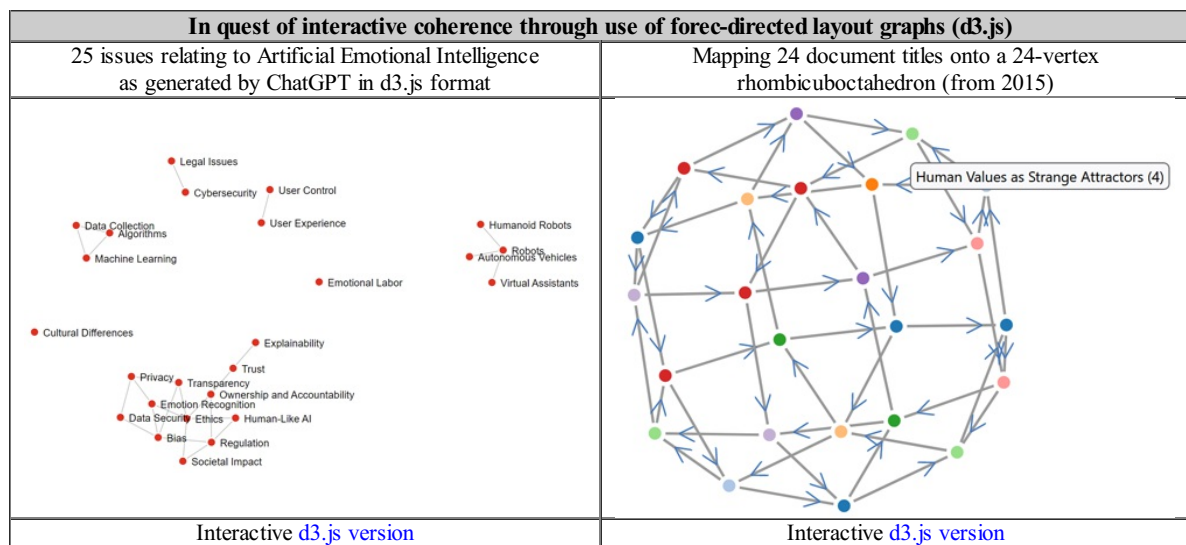 In quest of interactive coherence through use of forec-directed layout graphs (d3.js)
25 issues relating to Artificial Emotional Intelligence
as generated by ChatGPT in d3.js format
Mapping 24 document titles onto a 24-vertex
rhombicuboctahedron (from 2015)
Legal Issues
Cybersecurity
User Control
User Experience
Data Collection
Algorithms
Machine Learning
Humanoid Robots
Robots
Autonomous Vehicles
Virtual Assistants
Emotional Labor
Cultural Differences
Explainability
Trust
Privacy
Transparency
Ownership and Accountability
Emotion Recognition
Data Security
Ethics
Human-Like AI
Bias
Regulation
Societal Impact
Human Values as Strange Attractors (4)
Interactive d3.js version
Interactive d3.js version